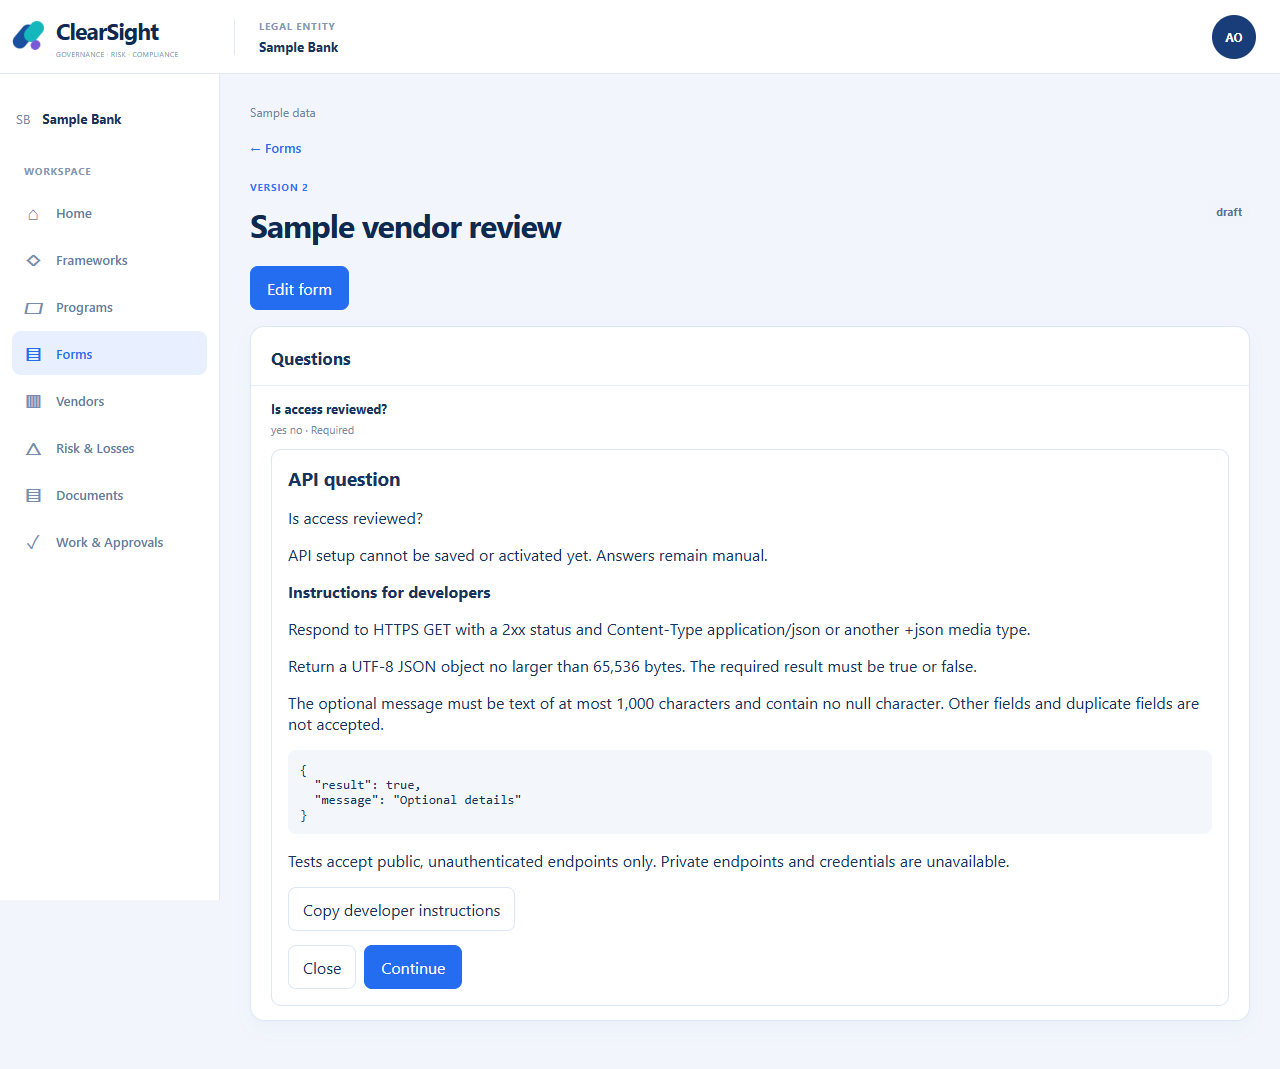 ClearSight
GOVERNANCE · RISK · COMPLIANCE
LEGAL ENTITY
Sample Bank
AO
SB Sample Bank
WORKSPACE
Home
Frameworks
Programs
Forms
Vendors
Risk & Losses
Documents
Work & Approvals
Sample data
← Forms
VERSION 2
Sample vendor review
draft
Edit form
Questions
Is access reviewed?
yes no · Required
API question
Is access reviewed?
API setup cannot be saved or activated yet. Answers remain manual.
Instructions for developers
Respond to HTTPS GET with a 2xx status and Content-Type application/json or another +json media type.
Return a UTF-8 JSON object no larger than 65,536 bytes. The required result must be true or false.
The optional message must be text of at most 1,000 characters and contain no null character. Other fields and duplicate fields are
not accepted.
{
  "result": true,
  "message": "Optional details"
}
Tests accept public, unauthenticated endpoints only. Private endpoints and credentials are unavailable.
Copy developer instructions
Close
Continue